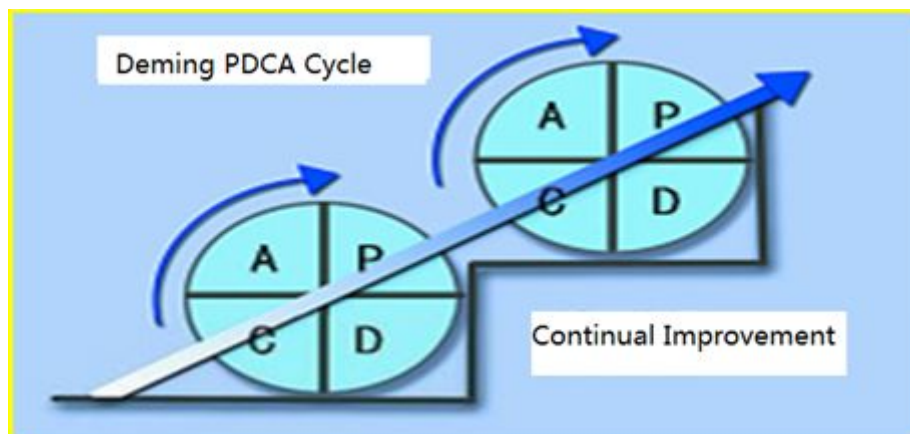 Deming PDCA Cycle
A P
C D
A P
C D
Continual Improvement